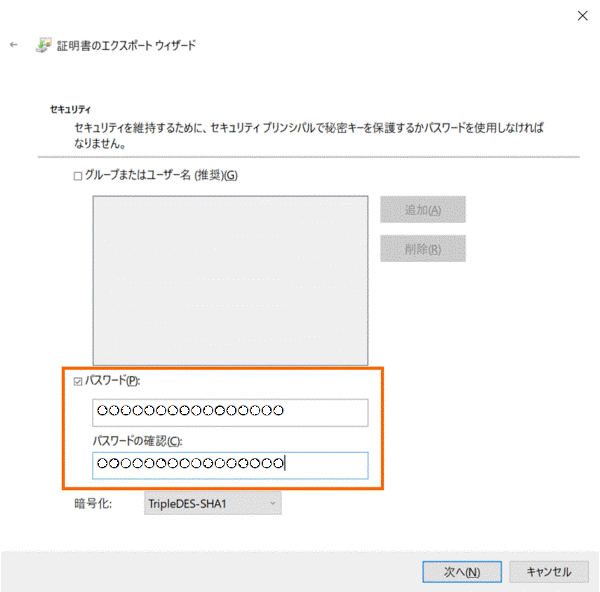 証明書のエクスポート ウィザード
セキュリティ
セキュリティを維持するために、セキュリティ プリンシパルで秘密キーを保護するかパスワードを使用しなければ
なりません。
グループまたはユーザー名 (推奨)(G)
追加(A)
削除(R)
パスワード(P):
○○○○○○○○○○○○○○○○
パスワードの確認(C):
○○○○○○○○○○○○○○○○
暗号化: TripleDES-SHA1
次へ(N) キャンセル